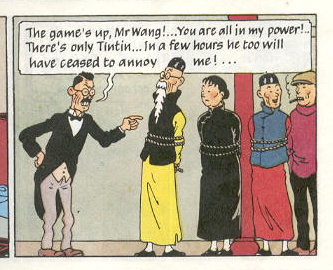 The game's up, Mr Wang!...You are all in my power!..
There's only Tintin...In a few hours he too will
have ceased to annoy me!...